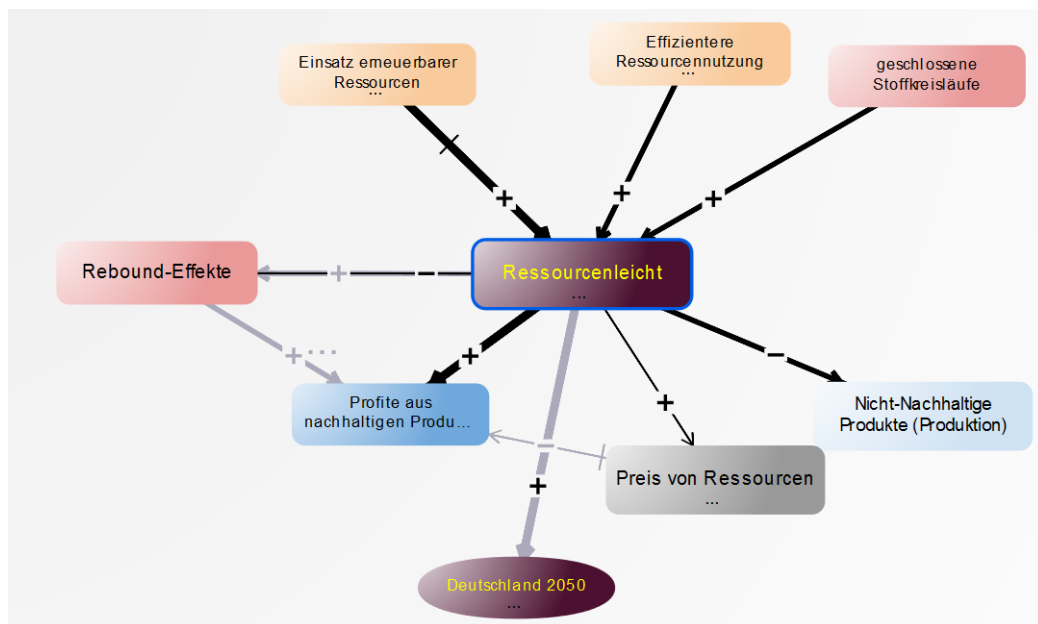 Einsatz erneuerbarer
Ressourcen
...
Effizientere
Ressourcennutzung
...
geschlossene
Stoffkreisläufe
+
+
+
Rebound-Effekte
+
−
Ressourcenleicht
...
+...
+
−
Profite aus
nachhaltigen Produ...
+
Nicht-Nachhaltige
Produkte (Produktion)
−
Preis von Ressourcen
...
+
Deutschland 2050
...